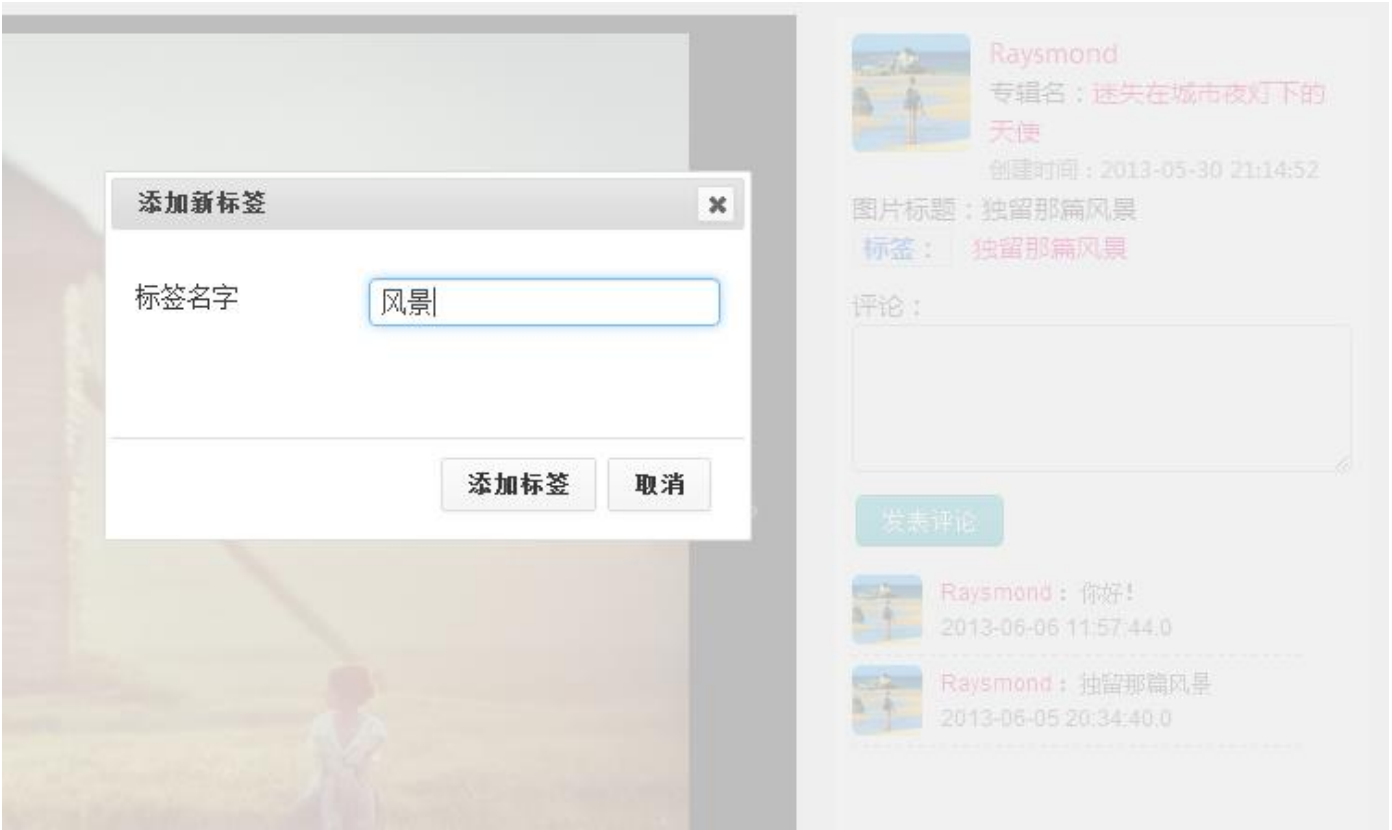 添加新标签
标签名字
风景
添加标签 取消
Raysmond
专辑名：迷失在城市夜灯下的
天使
创建时间：2013-05-30 21:14:52
图片标题：独留那篇风景
标签： 独留那篇风景
评论：
发表评论
Raysmond： 你好！
2013-06-06 11:57:44.0
Raysmond： 独留那篇风景
2013-06-05 20:34:40.0